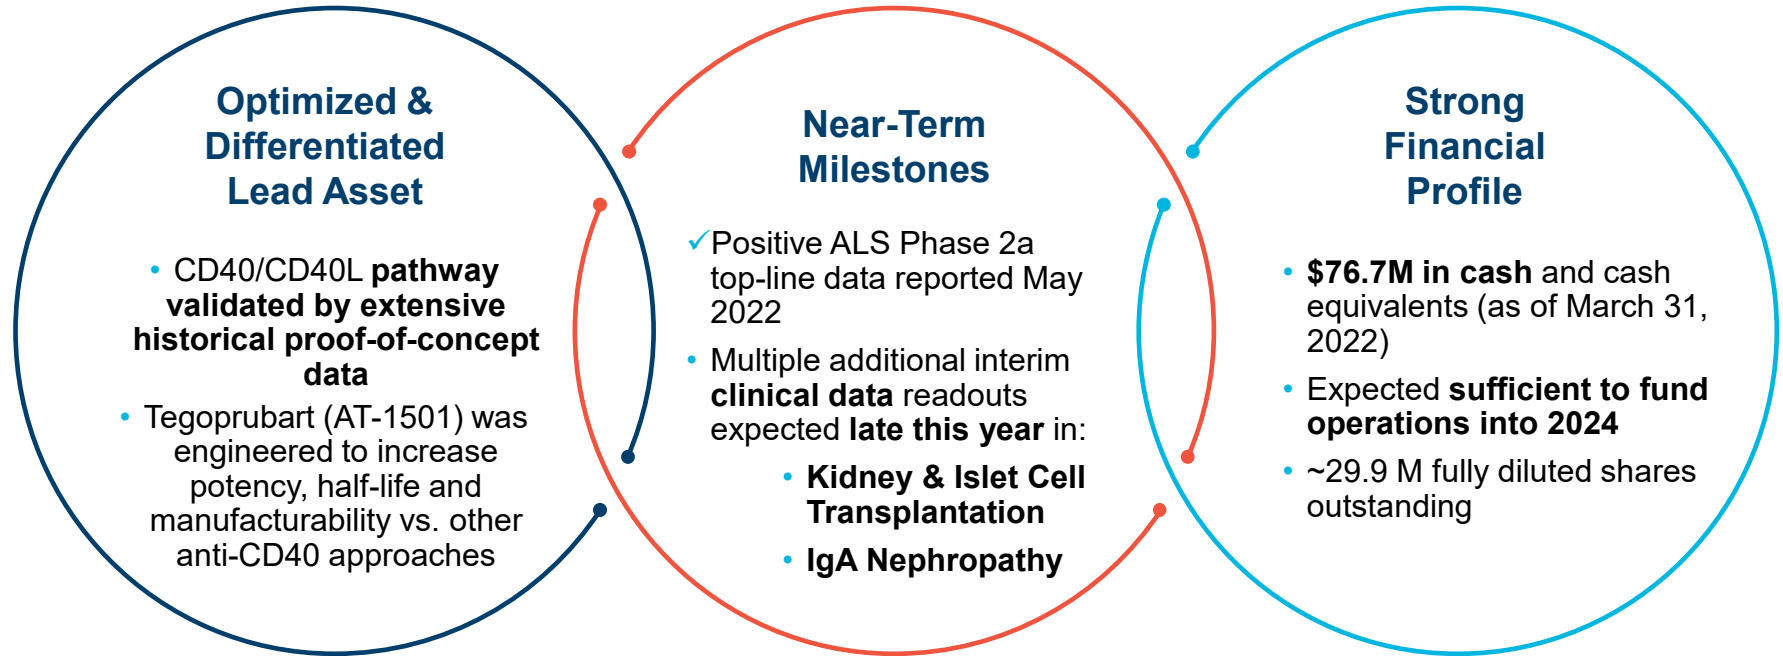 Optimized &
Differentiated
Lead Asset
• CD40/CD40L pathway
validated by extensive
historical proof-of-concept
data
• Tegoprubart (AT-1501) was
engineered to increase
potency, half-life and
manufacturability vs. other
anti-CD40 approaches
Near-Term
Milestones
✓Positive ALS Phase 2a
top-line data reported May
2022
• Multiple additional interim
clinical data readouts
expected late this year in:
• Kidney & Islet Cell
Transplantation
• IgA Nephropathy
Strong
Financial
Profile
• $76.7M in cash and cash
equivalents (as of March 31,
2022)
• Expected sufficient to fund
operations into 2024
• ~29.9 M fully diluted shares
outstanding